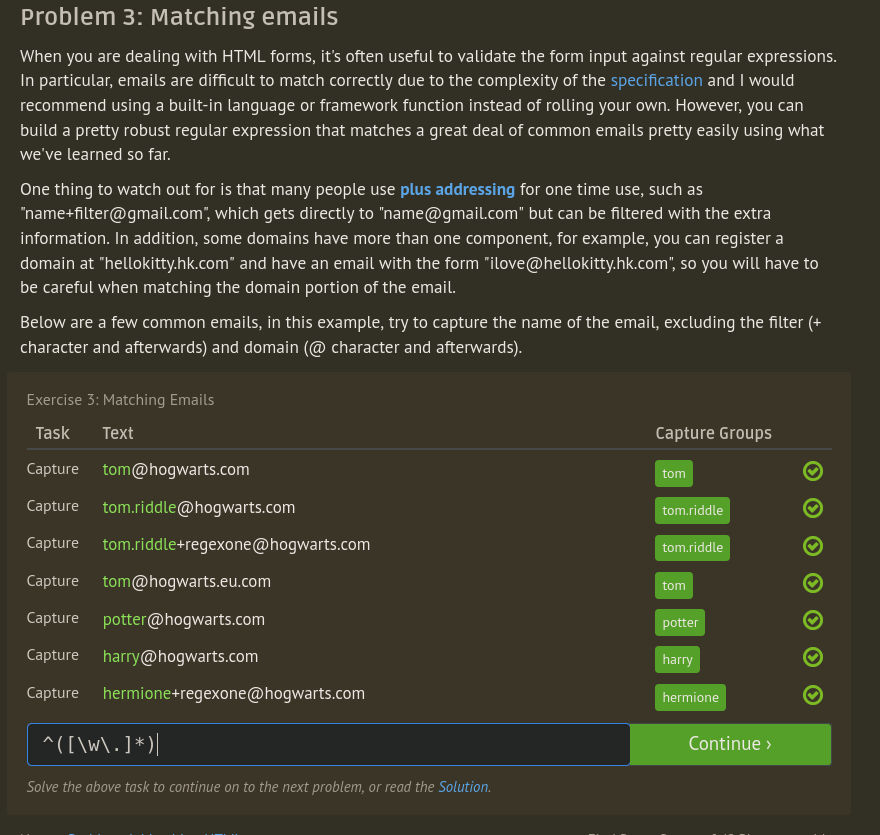 Problem 3: Matching emails
When you are dealing with HTML forms, it's often useful to validate the form input against regular expressions.
In particular, emails are difficult to match correctly due to the complexity of the specification and I would
recommend using a built-in language or framework function instead of rolling your own. However, you can
build a pretty robust regular expression that matches a great deal of common emails pretty easily using what
we've learned so far.
One thing to watch out for is that many people use plus addressing for one time use, such as
"name+filter@gmail.com", which gets directly to "name@gmail.com" but can be filtered with the extra
information. In addition, some domains have more than one component, for example, you can register a
domain at "hellokitty.hk.com" and have an email with the form "ilove@hellokitty.hk.com", so you will have to
be careful when matching the domain portion of the email.
Below are a few common emails, in this example, try to capture the name of the email, excluding the filter (+
character and afterwards) and domain (@ character and afterwards).
Exercise 3: Matching Emails
Task Text Capture Groups
Capture tom@hogwarts.com tom
Capture tom.riddle@hogwarts.com tom.riddle
Capture tom.riddle+regexone@hogwarts.com tom.riddle
Capture tom@hogwarts.eu.com tom
Capture potter@hogwarts.com potter
Capture harry@hogwarts.com harry
Capture hermione+regexone@hogwarts.com hermione
^([\w\.]*) Continue ›
Solve the above task to continue on to the next problem, or read the Solution.